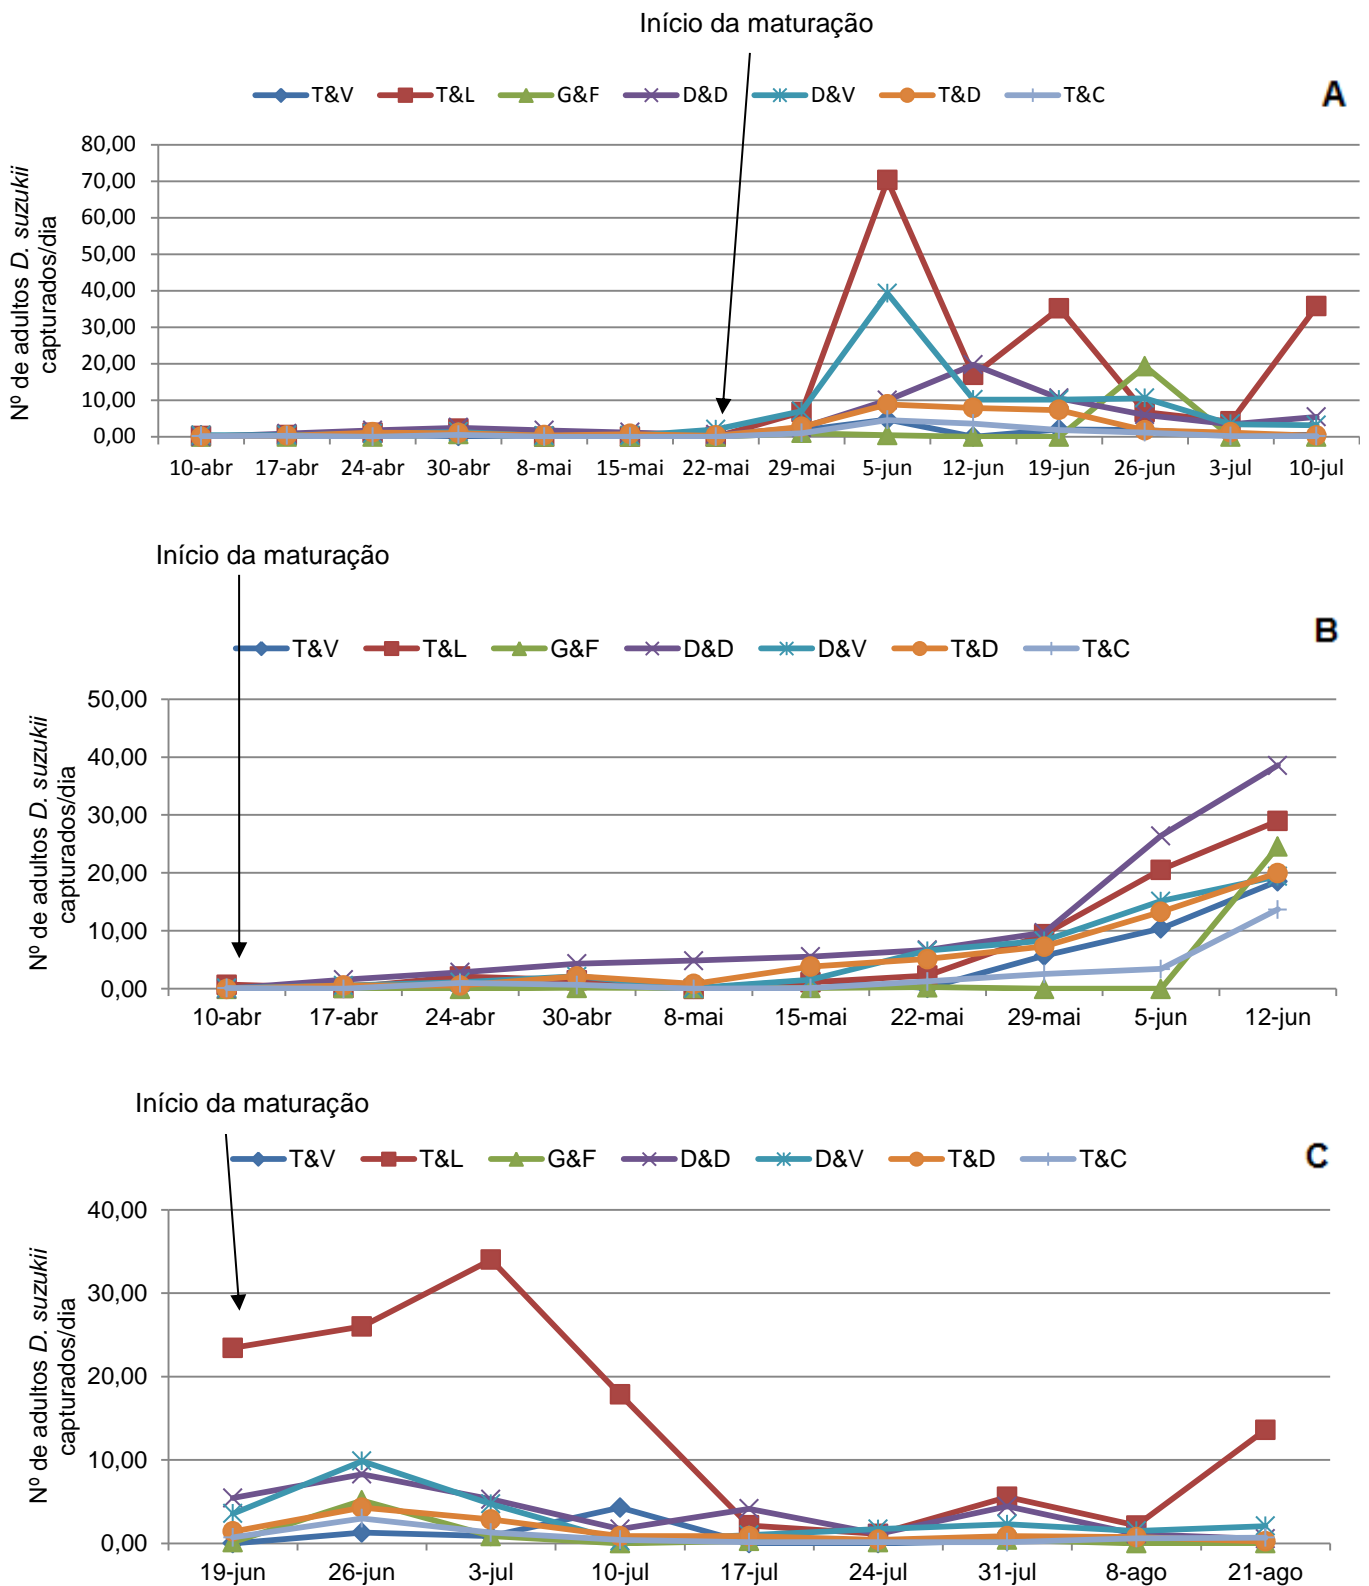 Início da maturação
T&V T&L G&F D&D D&V T&D T&C
A
Nº de adultos D. suzukii
capturados/dia
80,00
70,00
60,00
50,00
40,00
30,00
20,00
10,00
0,00
10-abr 17-abr 24-abr 30-abr 8-mai 15-mai 22-mai 29-mai 5-jun 12-jun 19-jun 26-jun 3-jul 10-jul
Início da maturação
B
T&V T&L G&F D&D D&V T&D T&C
Nº de adultos D. suzukii
capturados/dia
50,00
40,00
30,00
20,00
10,00
0,00
10-abr 17-abr 24-abr 30-abr 8-mai 15-mai 22-mai 29-mai 5-jun 12-jun
Início da maturação
T&V T&L G&F D&D D&V T&D T&C
C
Nº de adultos D. suzukii
capturados/dia
40,00
30,00
20,00
10,00
0,00
19-jun 26-jun 3-jul 10-jul 17-jul 24-jul 31-jul 8-ago 21-ago